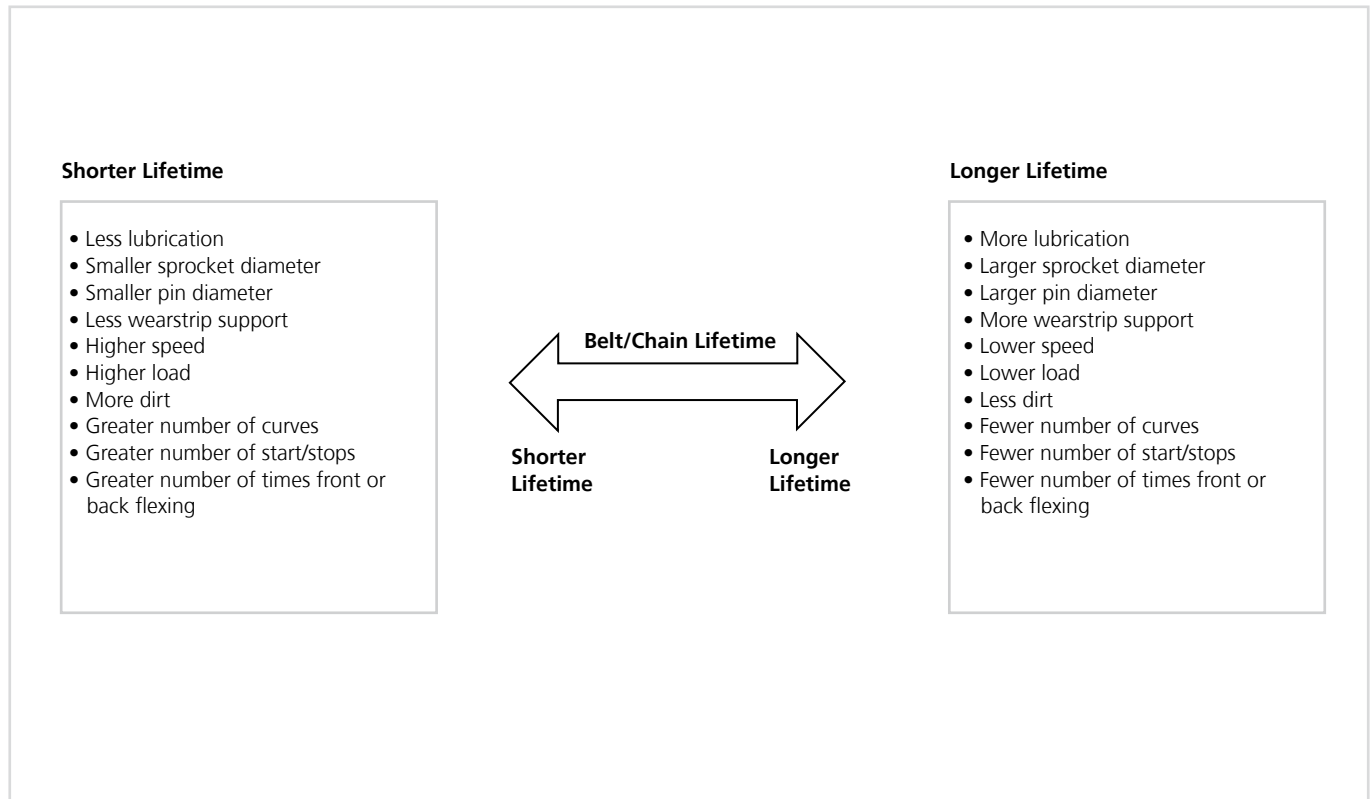 Shorter Lifetime
• Less lubrication
• Smaller sprocket diameter
• Smaller pin diameter
• Less wearstrip support
• Higher speed
• Higher load
• More dirt
• Greater number of curves
• Greater number of start/stops
• Greater number of times front or
back flexing
Belt/Chain Lifetime
Shorter
Lifetime
Longer
Lifetime
Longer Lifetime
• More lubrication
• Larger sprocket diameter
• Larger pin diameter
• More wearstrip support
• Lower speed
• Lower load
• Less dirt
• Fewer number of curves
• Fewer number of start/stops
• Fewer number of times front or
back flexing